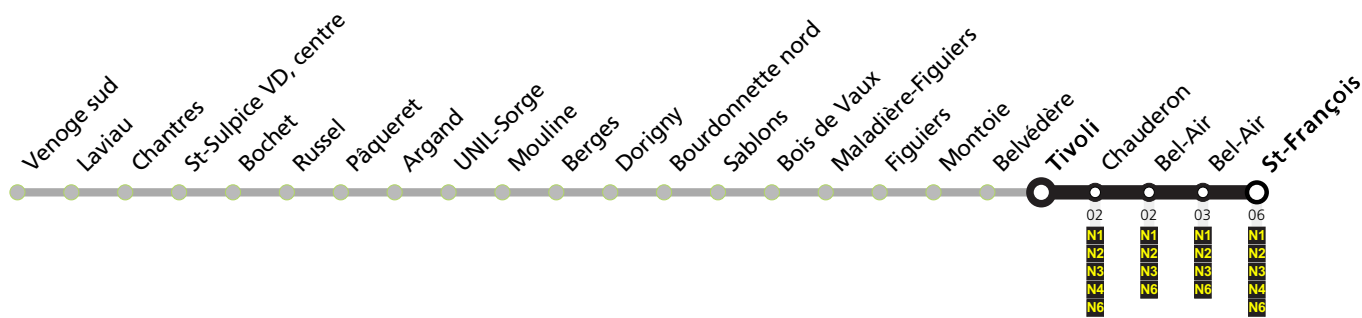 Venoge sud
Laviau
Chantres
St-Sulpice VD, centre
Bochet
Russel
Pâqueret
Argand
UNIL-Sorge
Mouline
Berges
Dorigny
Bourdonnette nord
Sablons
Bois de Vaux
Maladière-Figuiers
Figuiers
Montoie
Belvédère
Tivoli
Chauderon
Bel-Air
Bel-Air
St-François
02 02 03 06
N1 N1 N1 N1
N2 N2 N2 N2
N3 N3 N3 N3
N4 N6 N6 N4
N6 N6